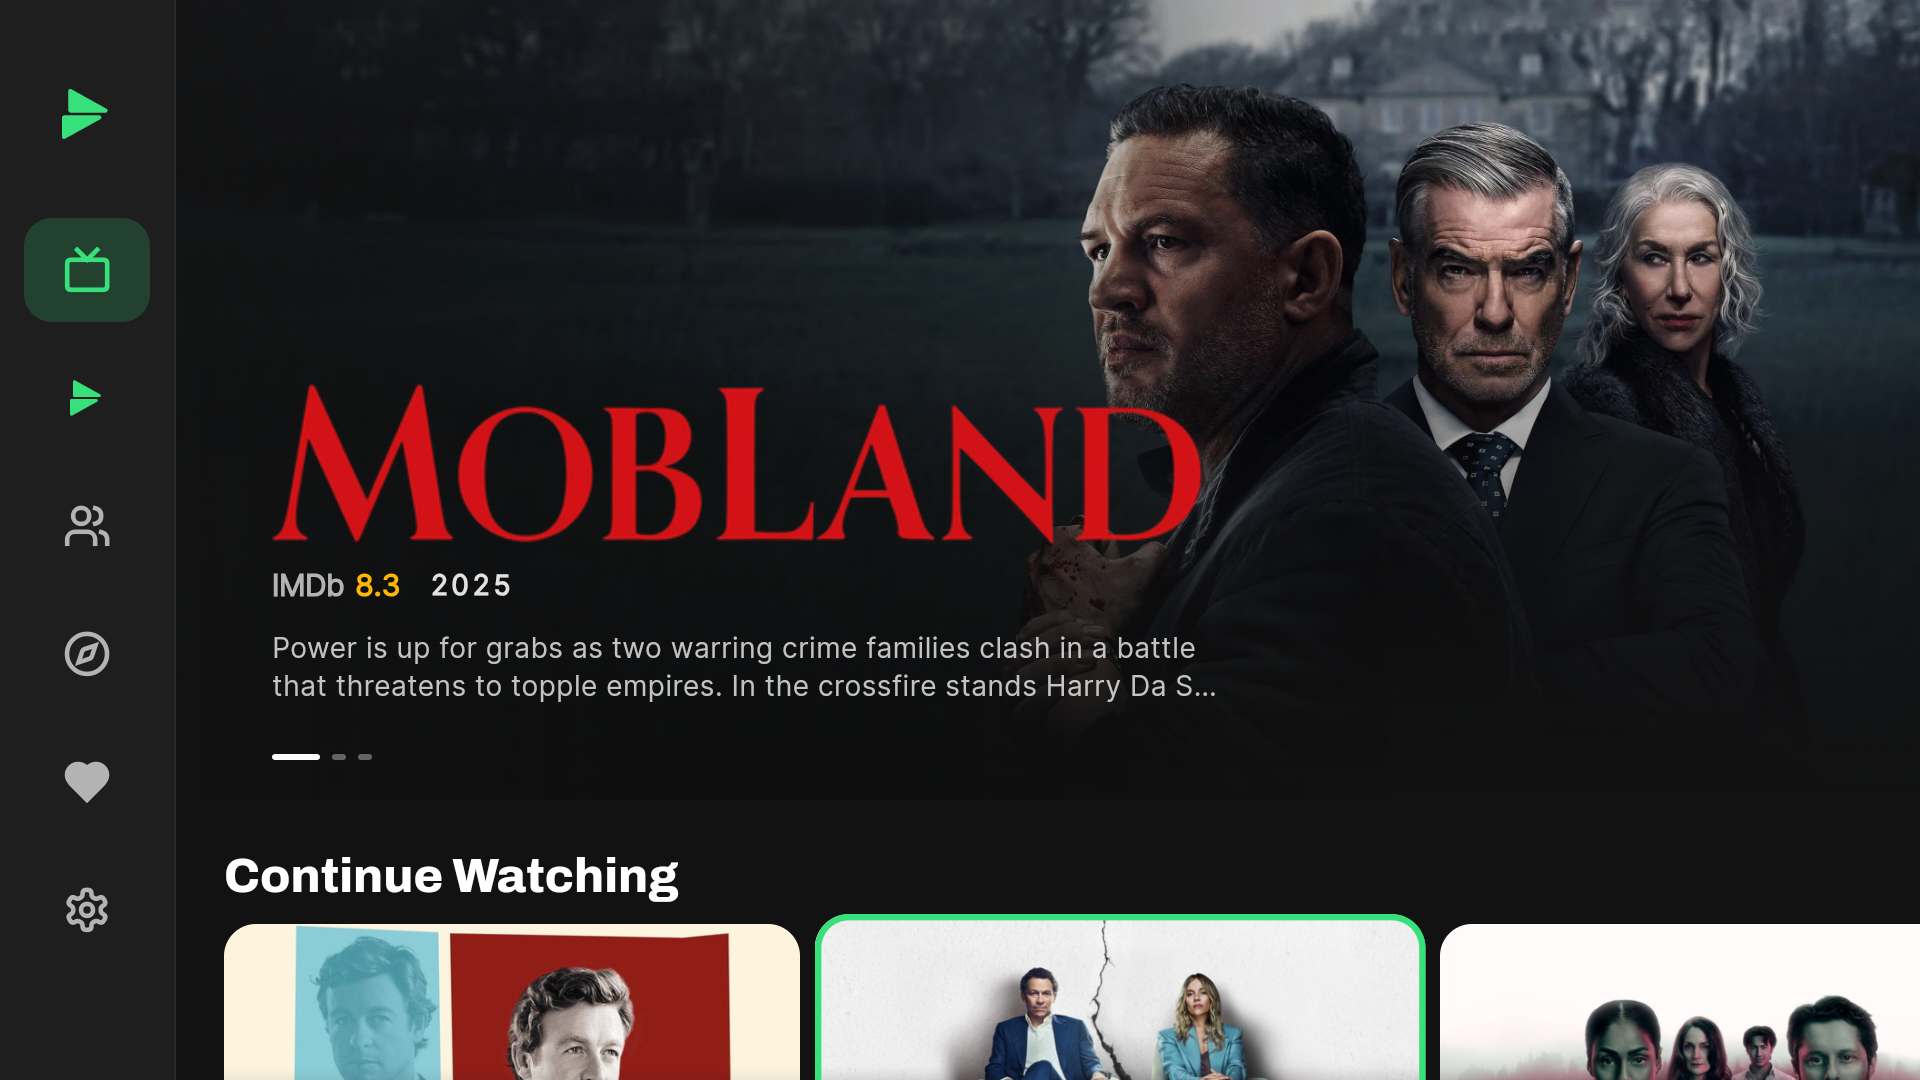 MOBLAND
IMDb 8.3 2025
Power is up for grabs as two warring crime families clash in a battle
that threatens to topple empires. In the crossfire stands Harry Da S...
Continue Watching